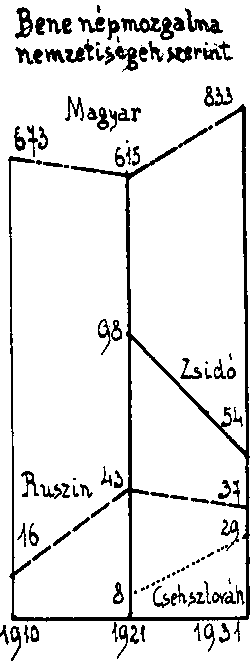 Bene népmozgalma
nemzetiségek szerint
Magyar
833
673
615
98
Zsidó
54
Ruszin
43
37
16
29
8
Csehszlovák
1910
1921
1931